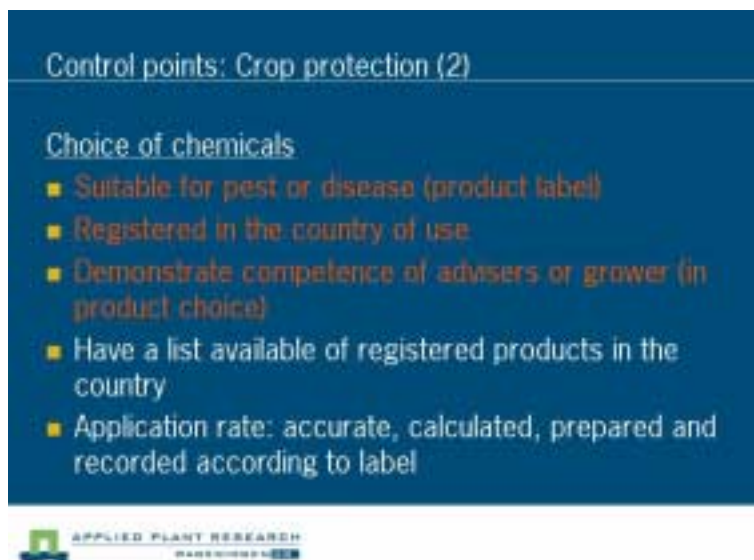 Control points: Crop protection (2)
Choice of chemicals
Suitable for pest or disease (product label)
Registered in the country of use
Demonstrate competence of advisers or grower (in
product choice)
Have a list available of registered products in the
country
Application rate: accurate, calculated, prepared and
recorded according to label
APPLIED PLANT RESEARCH
WAGENINGEN UR